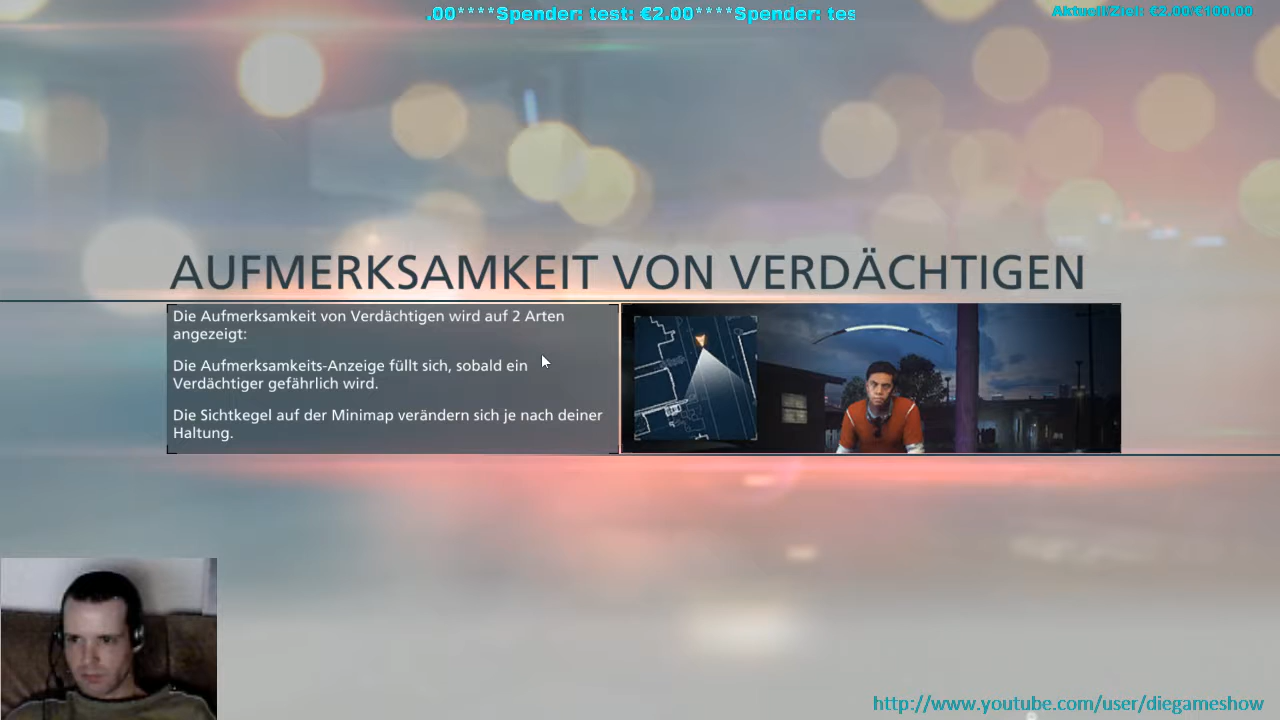 .00****Spender: test: €2.00****Spender: tes
Aktuell/Ziel: €2.00/€100.00
AUFMERKSAMKEIT VON VERDÄCHTIGEN
Die Aufmerksamkeit von Verdächtigen wird auf 2 Arten
angezeigt:
Die Aufmerksamkeits-Anzeige füllt sich, sobald ein
Verdächtiger gefährlich wird.
Die Sichtkegel auf der Minimap verändern sich je nach deiner
Haltung.
http://www.youtube.com/user/diegameshow